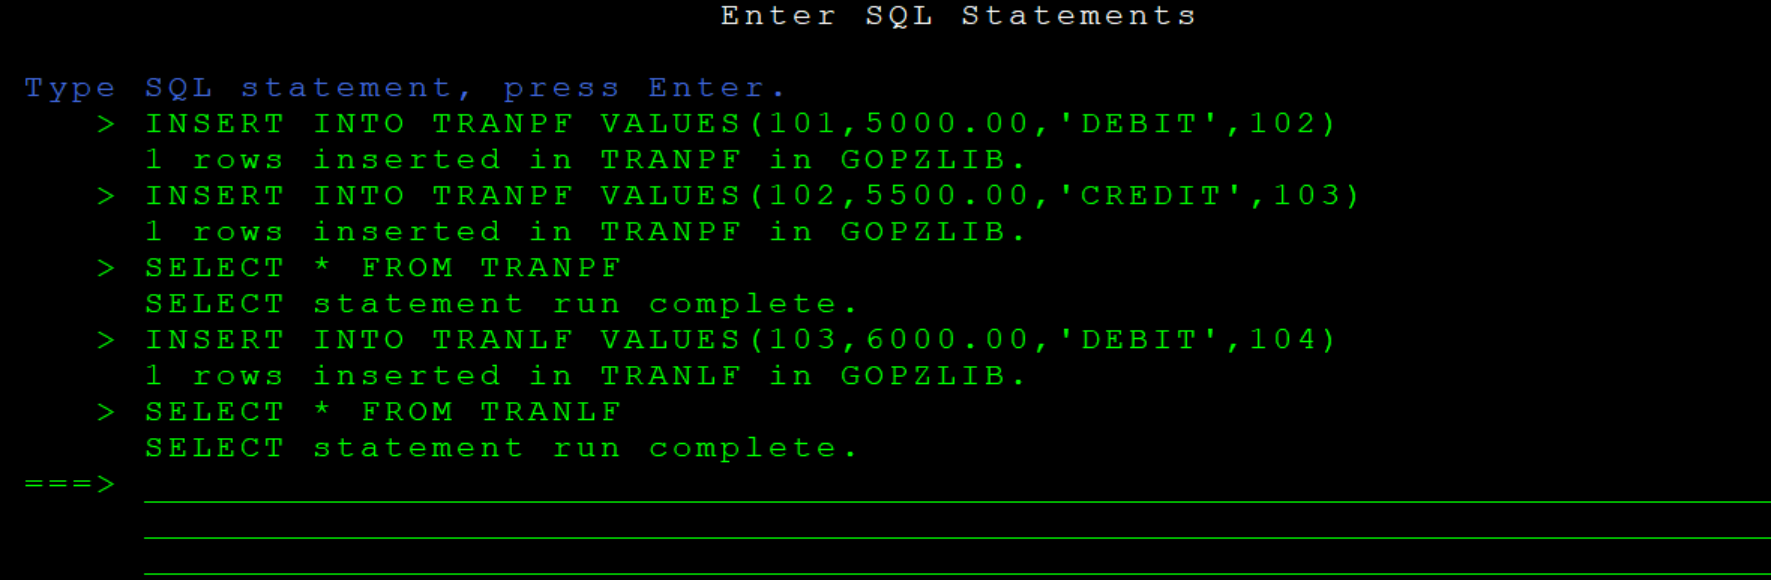 Enter SQL Statements
Type SQL statement, press Enter.
> INSERT INTO TRANPF VALUES(101,5000.00,'DEBIT',102)
1 rows inserted in TRANPF in GOPZLIB.
> INSERT INTO TRANPF VALUES(102,5500.00,'CREDIT',103)
1 rows inserted in TRANPF in GOPZLIB.
> SELECT * FROM TRANPF
SELECT statement run complete.
> INSERT INTO TRANLF VALUES(103,6000.00,'DEBIT',104)
1 rows inserted in TRANLF in GOPZLIB.
> SELECT * FROM TRANLF
SELECT statement run complete.
===>